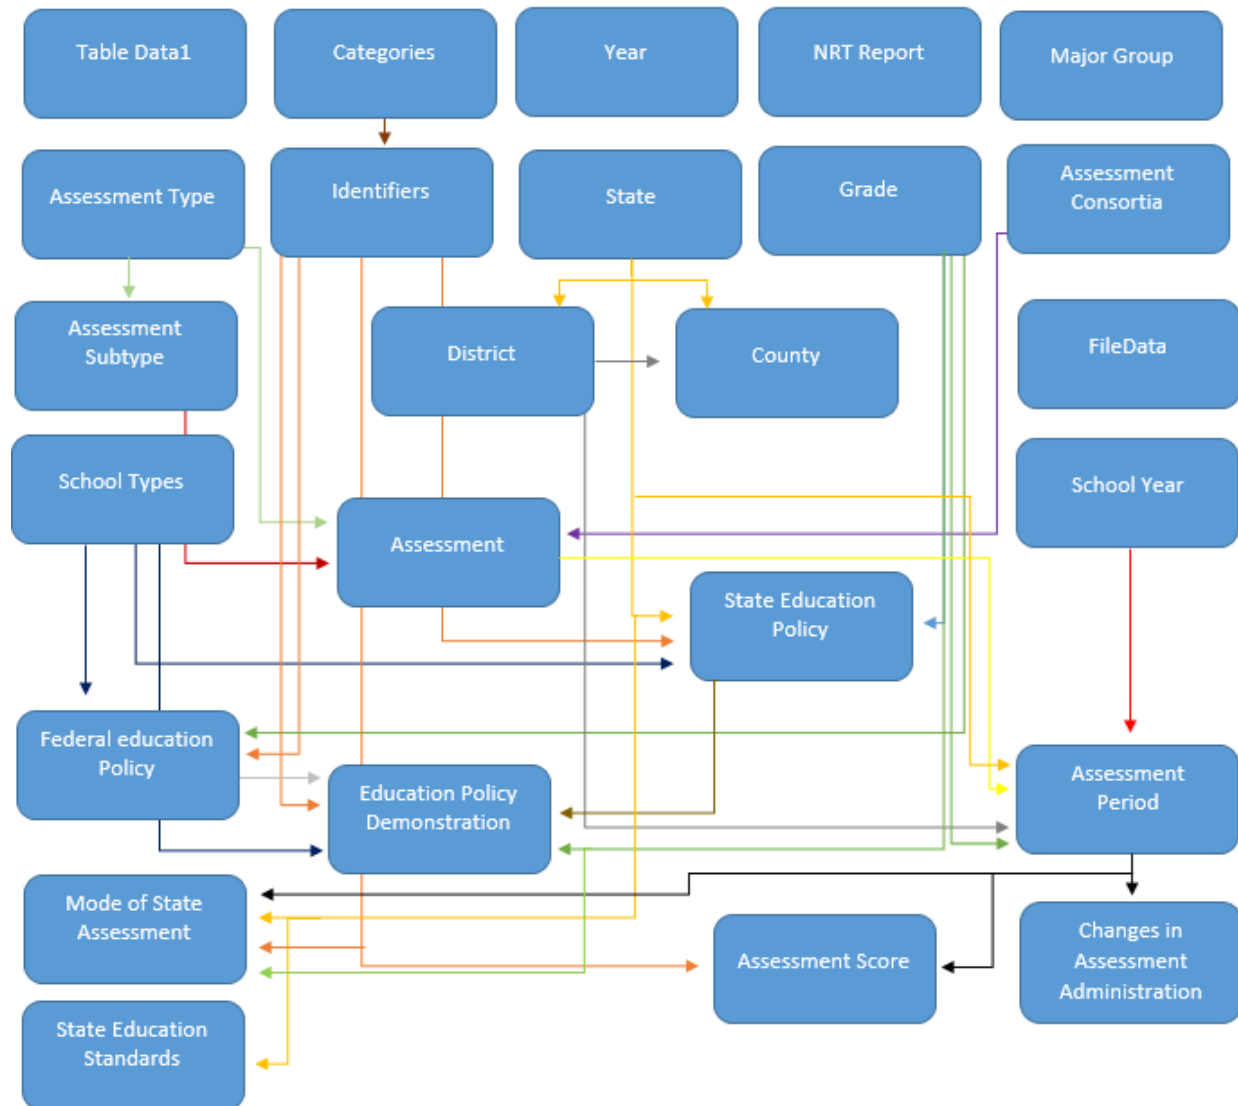 Table Data1
Categories
Year
NRT Report
Major Group
Assessment Type
Identifiers
State
Grade
Assessment
Consortia
Assessment
Subtype
District
County
FileData
School Types
School Year
Assessment
State Education
Policy
Federal education
Policy
Education Policy
Demonstration
Assessment
Period
Mode of State
Assessment
Assessment Score
Changes in
Assessment
Administration
State Education
Standards